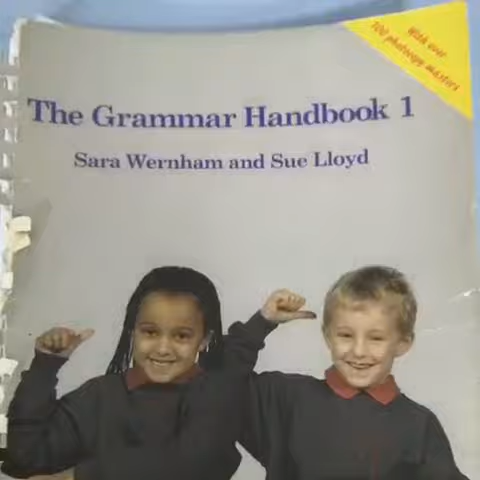 With over
100 photocopy masters
The Grammar Handbook 1
Sara Wernham and Sue Lloyd